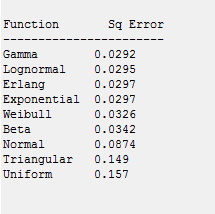 Function Sq Error
-----------------------
Gamma 0.0292
Lognormal 0.0295
Erlang 0.0297
Exponential 0.0297
Weibull 0.0326
Beta 0.0342
Normal 0.0874
Triangular 0.149
Uniform 0.157